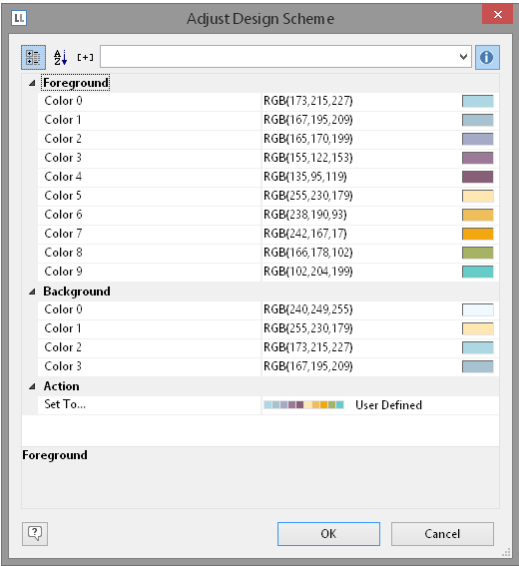 LL Adjust Design Scheme
Foreground
Color 0 RGB(173,215,227)
Color 1 RGB(167,195,209)
Color 2 RGB(165,170,199)
Color 3 RGB(155,122,153)
Color 4 RGB(135,95,119)
Color 5 RGB(255,230,179)
Color 6 RGB(238,190,93)
Color 7 RGB(242,167,17)
Color 8 RGB(166,178,102)
Color 9 RGB(102,204,199)
Background
Color 0 RGB(240,249,255)
Color 1 RGB(255,230,179)
Color 2 RGB(173,215,227)
Color 3 RGB(167,195,209)
Action
Set To... User Defined
Foreground
OK Cancel